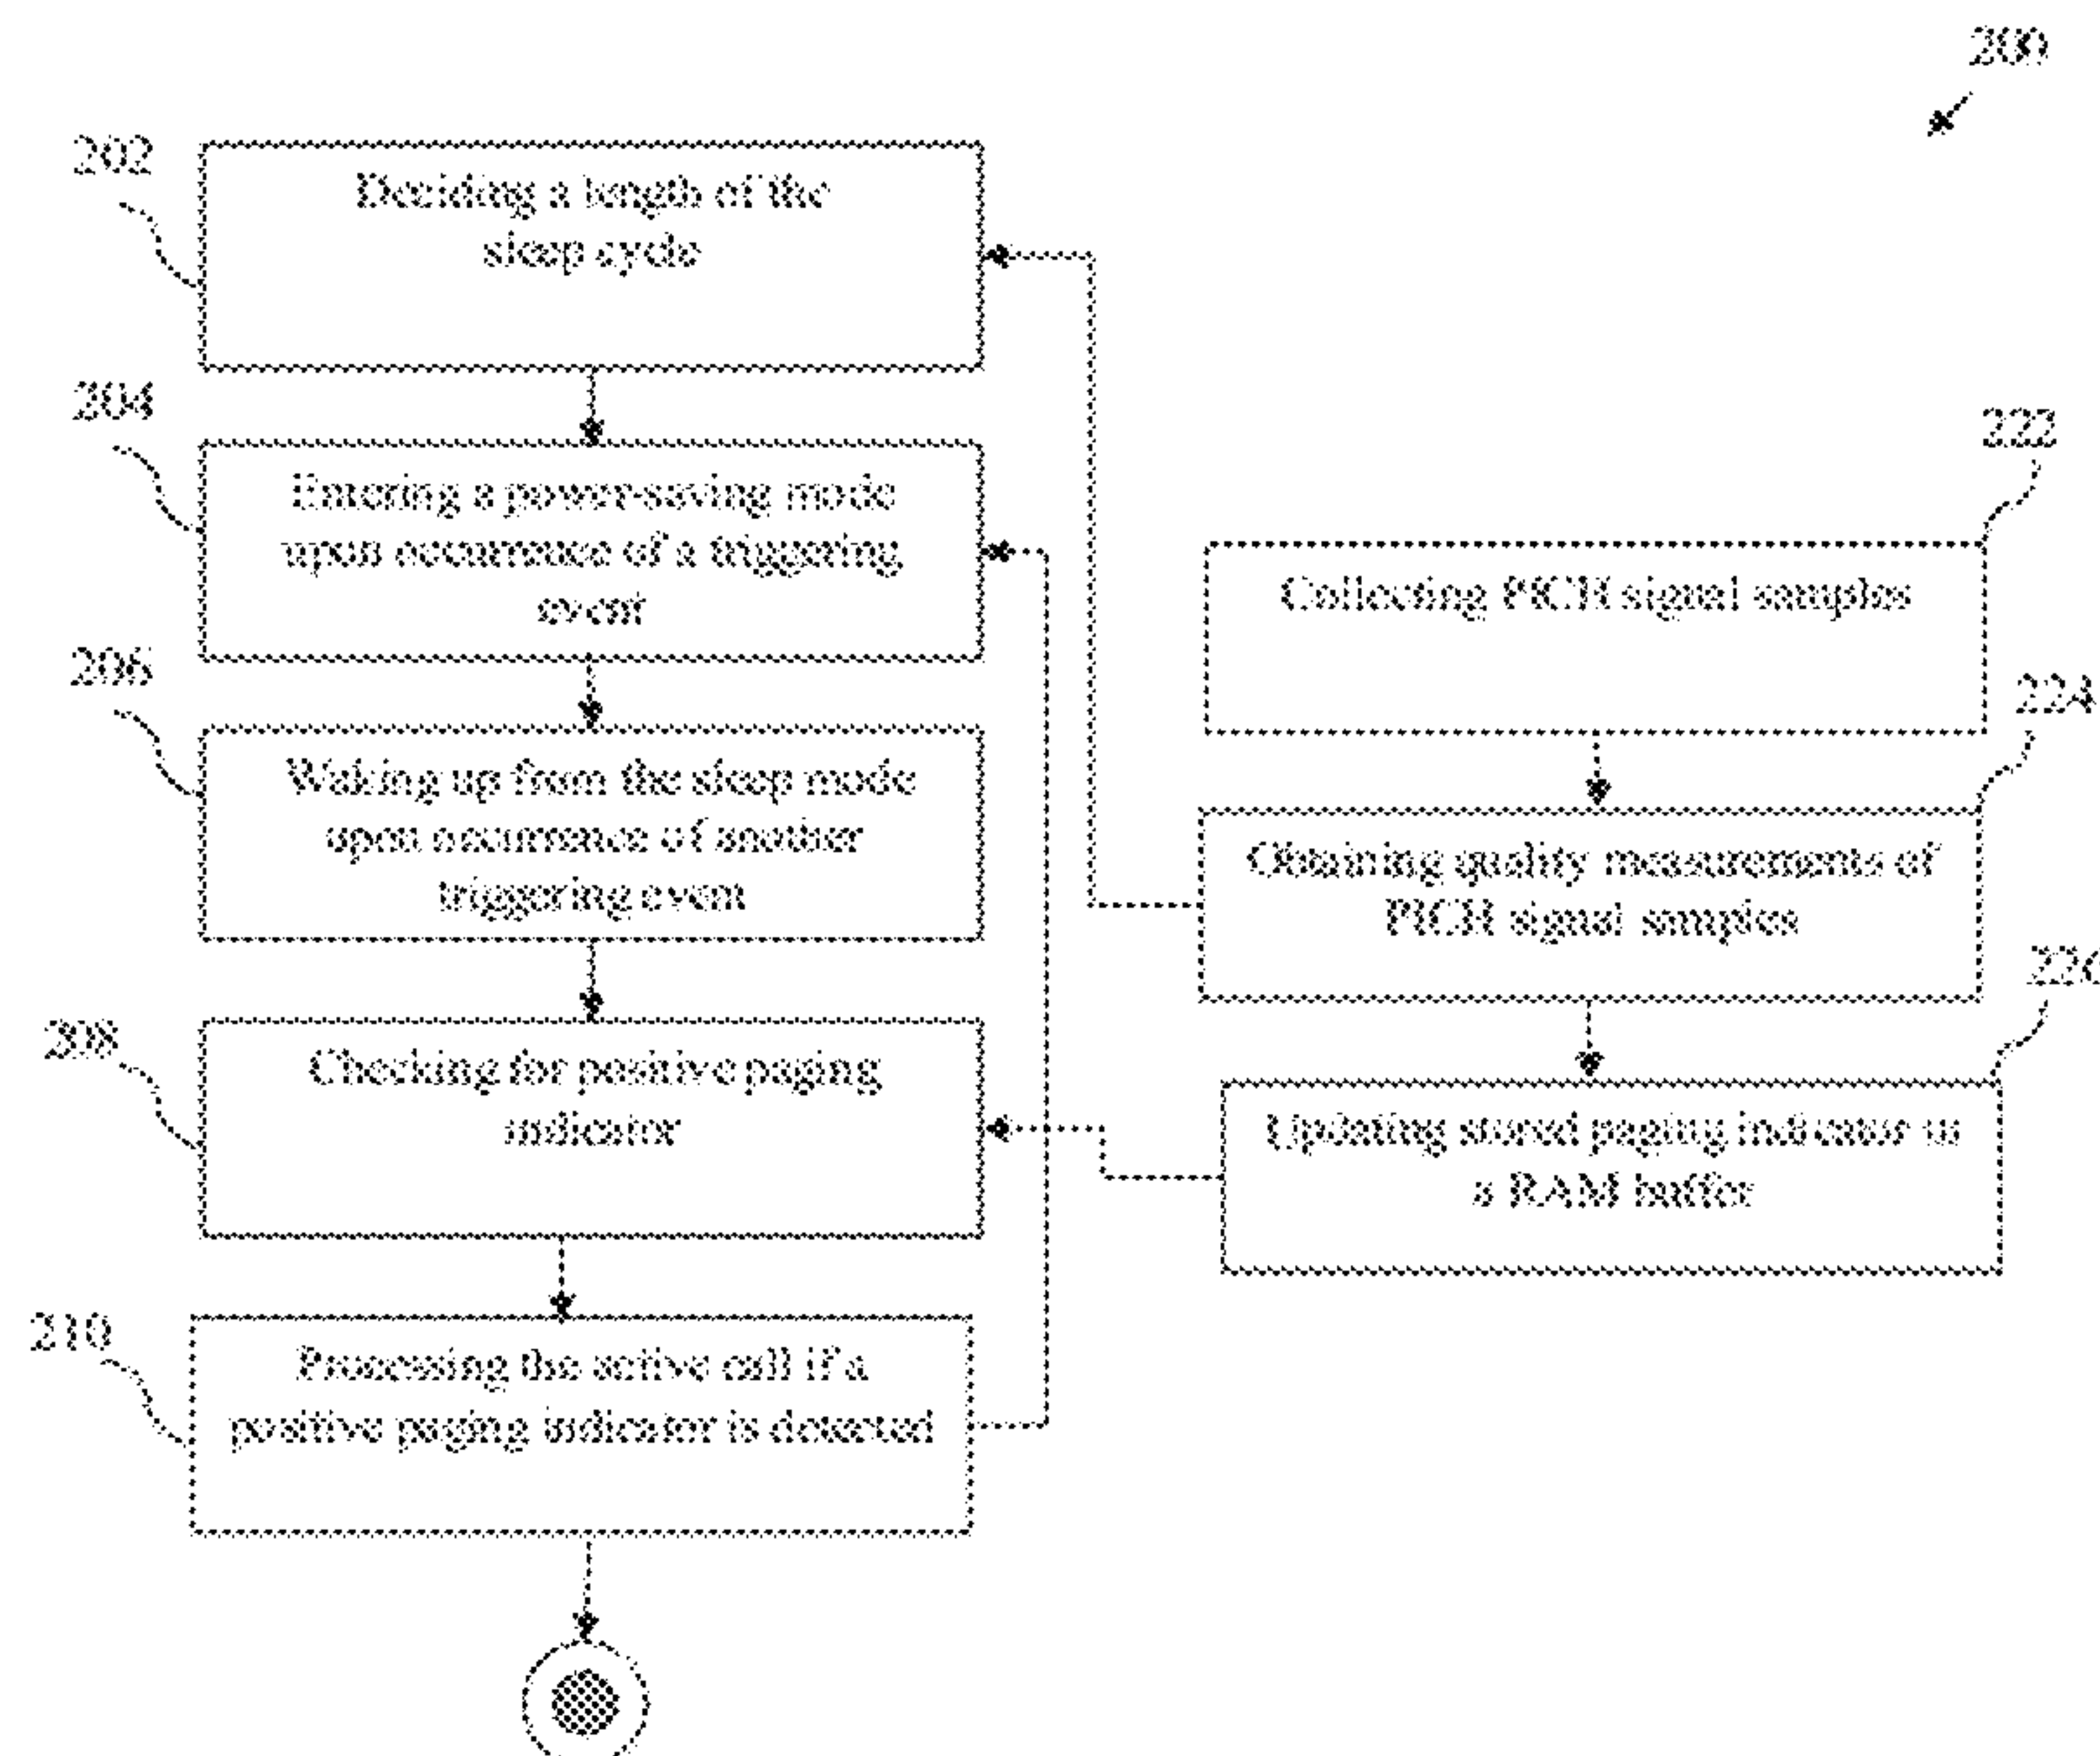 200
202
Deciding a length of the
sleep cycle
204
Entering a power-saving mode
upon occurrence of a triggering
event
206
Waking up from the sleep mode
upon occurrence of another
triggering event
208
Checking for positive paging
indicator
210
Processing the active call if a
positive paging indicator is detected
222
Collecting PICH signal samples
224
Obtaining quality measurements of
PICH signal samples
226
Updating stored paging indicator in
a RAM buffer